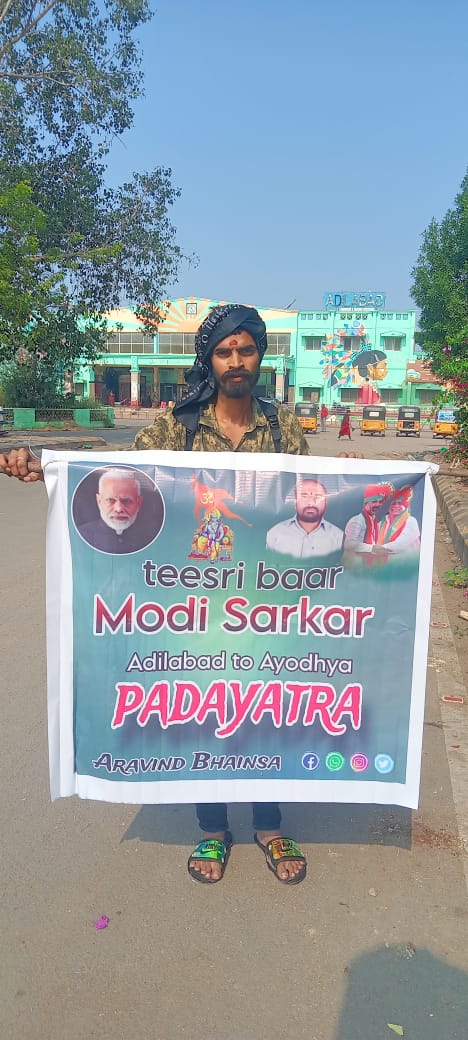 ADILABAD
teesri baar
Modi Sarkar
Adilabad to Ayodhya
PADAYATRA
ARAVIND BHAINSA